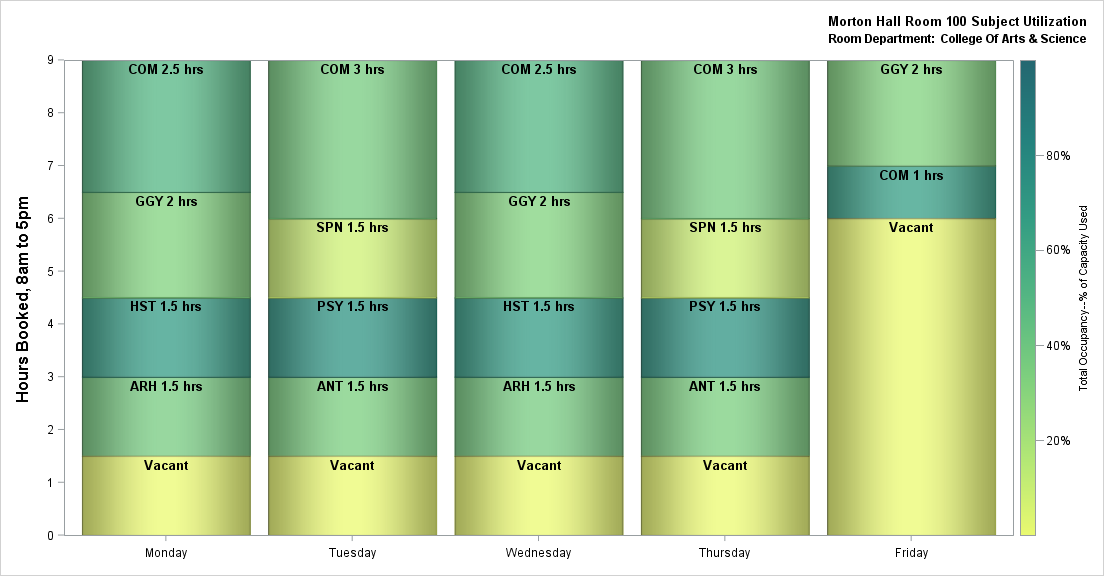 Morton Hall Room 100 Subject Utilization
Room Department: College Of Arts & Science
Hours Booked, 8am to 5pm
9
8
7
6
5
4
3
2
1
0
COM 2.5 hrs
GGY 2 hrs
HST 1.5 hrs
ARH 1.5 hrs
Vacant
Monday
COM 3 hrs
SPN 1.5 hrs
PSY 1.5 hrs
ANT 1.5 hrs
Vacant
Tuesday
COM 2.5 hrs
GGY 2 hrs
HST 1.5 hrs
ARH 1.5 hrs
Vacant
Wednesday
COM 3 hrs
SPN 1.5 hrs
PSY 1.5 hrs
ANT 1.5 hrs
Vacant
Thursday
GGY 2 hrs
COM 1 hrs
Vacant
Friday
80%
60%
40%
20%
Total Occupancy--% of Capacity Used